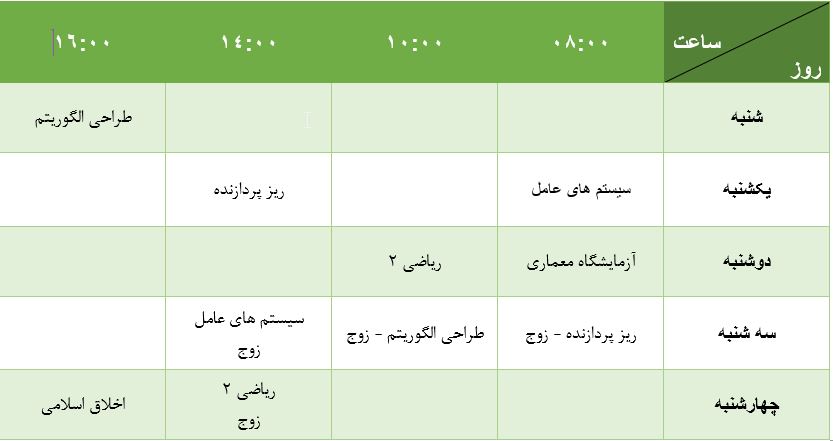 ساعت
روز
۰۸:۰۰
۱۰:۰۰
۱۴:۰۰
۱۶:۰۰
شنبه
طراحی الگوریتم
یکشنبه
سیستم های عامل
ریز پردازنده
دوشنبه
آزمایشگاه معماری
ریاضی ۲
سه شنبه
ریز پردازنده - زوج
طراحی الگوریتم - زوج
سیستم های عامل
زوج
چهارشنبه
ریاضی ۲
زوج
اخلاق اسلامی